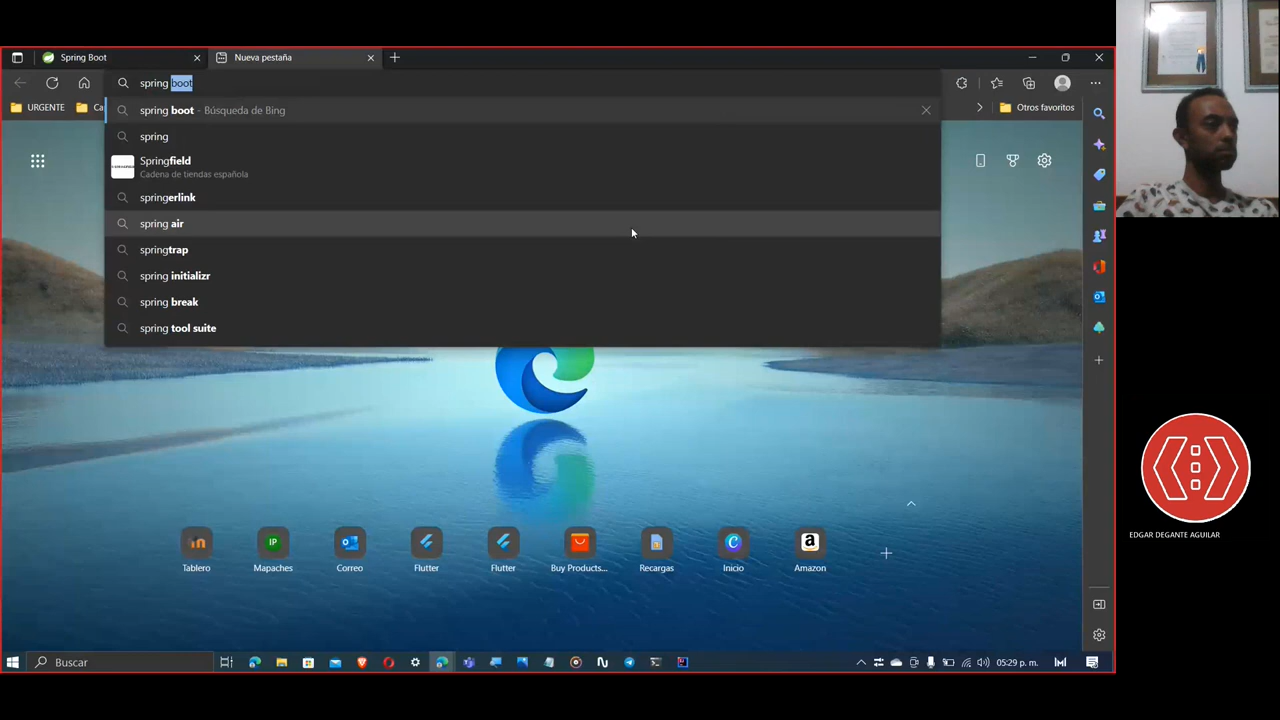 Spring Boot
Nueva pestaña
spring boot
URGENTE
Ca
Otros favoritos
spring boot - Búsqueda de Bing
spring
Springfield
Cadena de tiendas española
springerlink
spring air
springtrap
spring initializr
spring break
spring tool suite
IP
Tablero
Mapaches
Correo
Flutter
Flutter
Buy Products...
Recargas
Inicio
Amazon
Buscar
05:29 p. m.
EDGAR DEGANTE AGUILAR